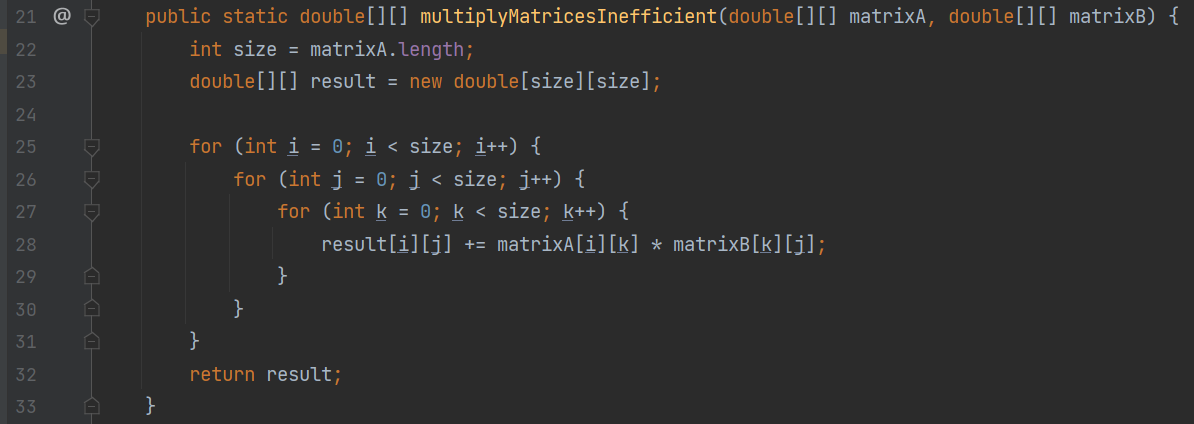 21 @ public static double[][] multiplyMatricesInefficient(double[][] matrixA, double[][] matrixB) {
22 int size = matrixA.length;
23 double[][] result = new double[size][size];
24
25 for (int i = 0; i < size; i++) {
26 for (int j = 0; j < size; j++) {
27 for (int k = 0; k < size; k++) {
28 result[i][j] += matrixA[i][k] * matrixB[k][j];
29 }
30 }
31 }
32 return result;
33 }